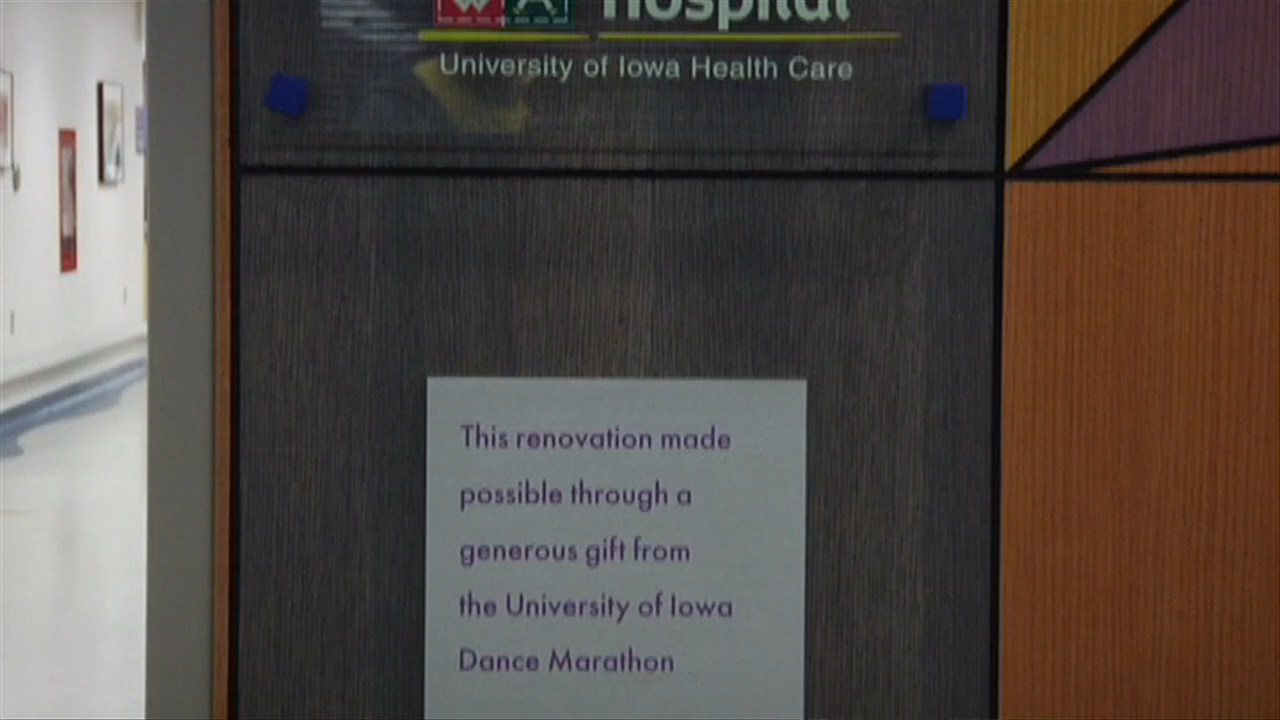 W A hospital
University of Iowa Health Care
This renovation made
possible through a
generous gift from
the University of Iowa
Dance Marathon